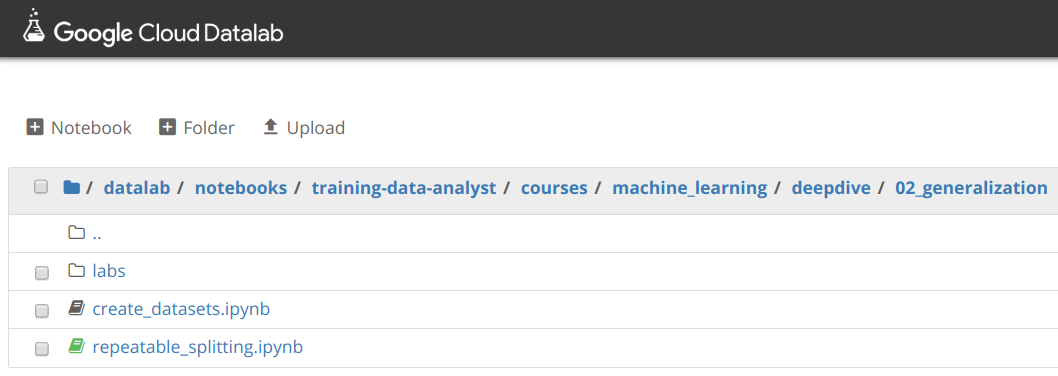 Google Cloud Datalab
Notebook Folder Upload
/ datalab / notebooks / training-data-analyst / courses / machine_learning / deepdive / 02_generalization
..
labs
create_datasets.ipynb
repeatable_splitting.ipynb